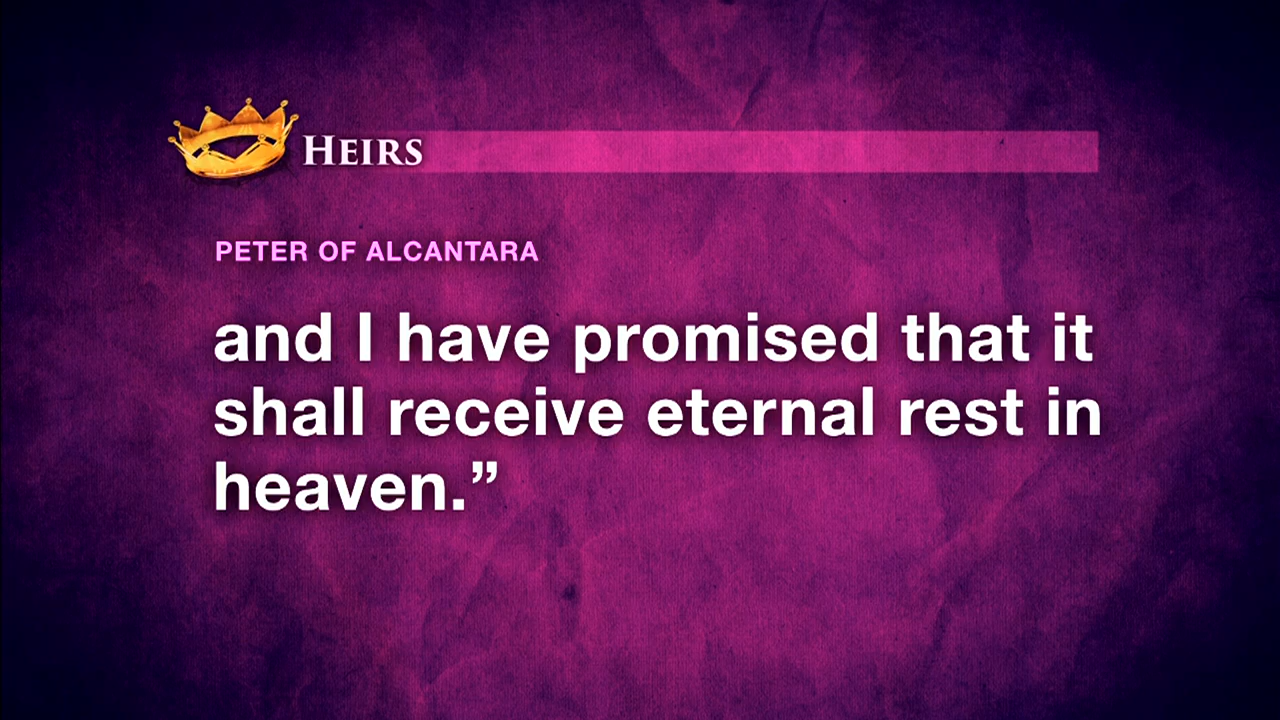 Heirs
PETER OF ALCANTARA
and I have promised that it
shall receive eternal rest in
heaven.”